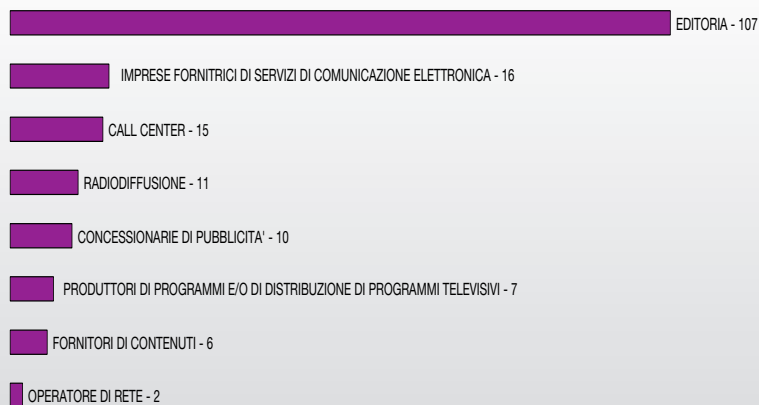 EDITORIA - 107
IMPRESE FORNITRICI DI SERVIZI DI COMUNICAZIONE ELETTRONICA - 16
CALL CENTER - 15
RADIODIFFUSIONE - 11
CONCESSIONARIE DI PUBBLICITA' - 10
PRODUTTORI DI PROGRAMMI E/O DI DISTRIBUZIONE DI PROGRAMMI TELEVISIVI - 7
FORNITORI DI CONTENUTI - 6
OPERATORE DI RETE - 2